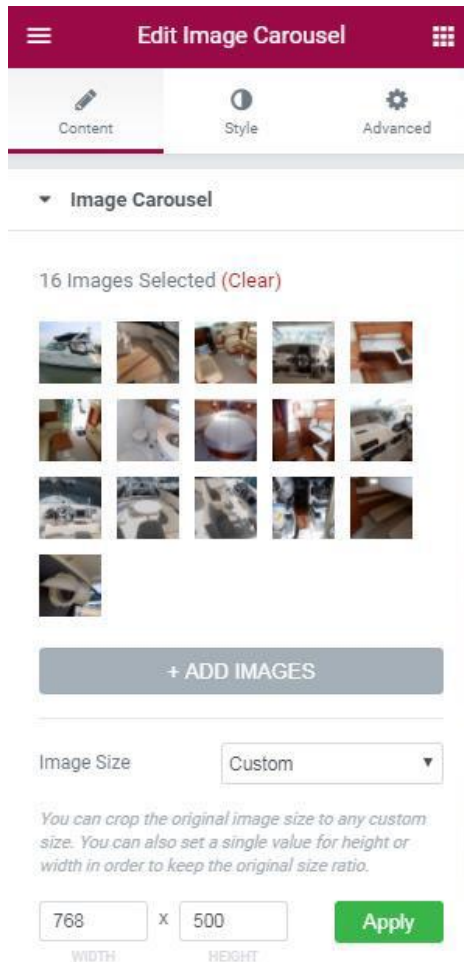 Edit Image Carousel
Content Style Advanced
Image Carousel
16 Images Selected (Clear)
+ ADD IMAGES
Image Size Custom
You can crop the original image size to any custom
size. You can also set a single value for height or
width in order to keep the original size ratio.
768 x 500 Apply
WIDTH HEIGHT